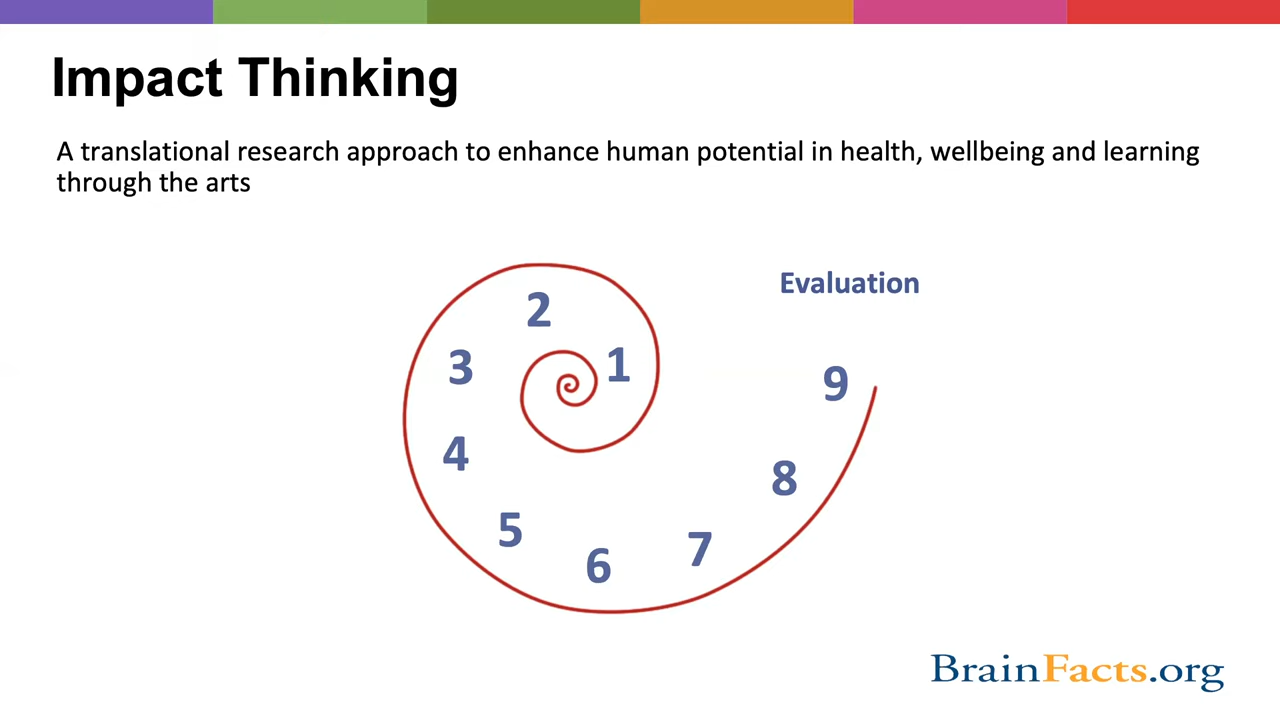 Impact Thinking
A translational research approach to enhance human potential in health, wellbeing and learning
through the arts
Evaluation
1
2
3
4
5
6
7
8
9
BrainFacts.org